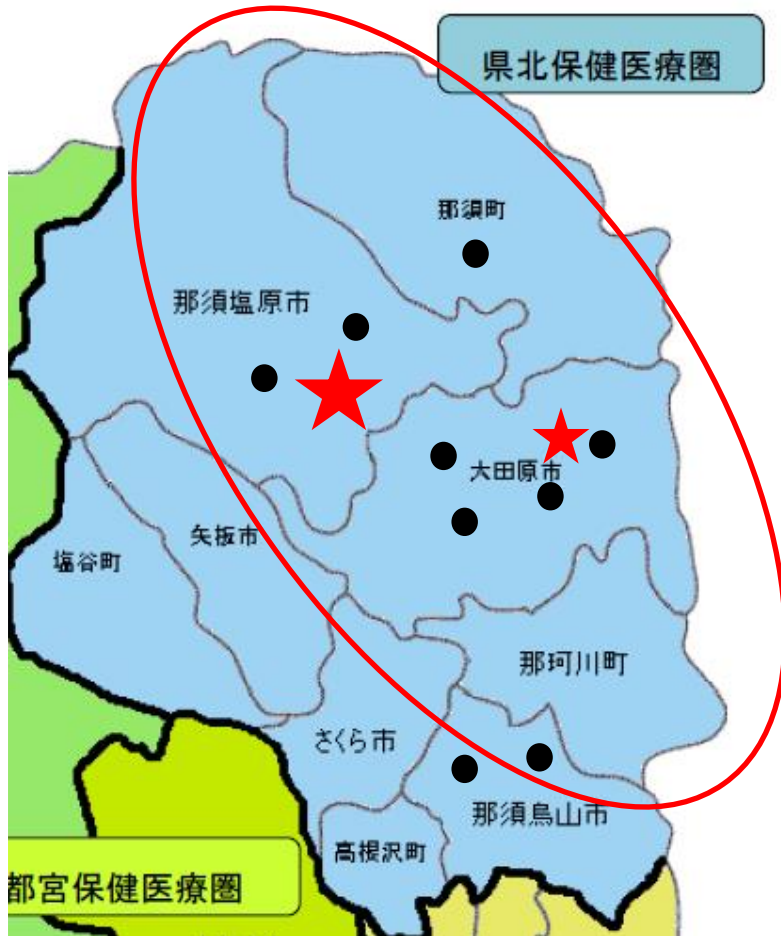 県北保健医療圏
那須町
那須塩原市
大田原市
矢板市
塩谷町
那珂川町
さくら市
那須烏山市
高根沢町
都宮保健医療圏